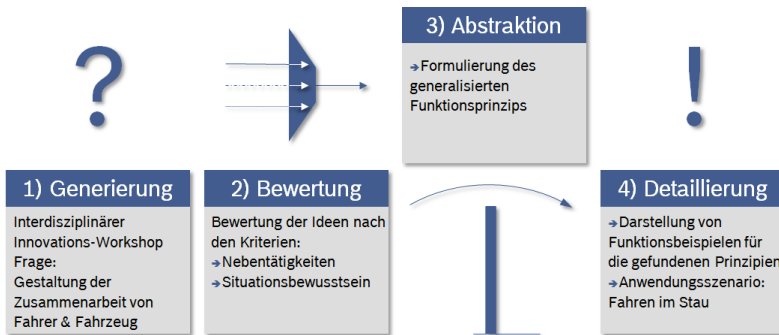 ?
1) Generierung
Interdisziplinärer
Innovations-Workshop
Frage:
Gestaltung der
Zusammenarbeit von
Fahrer & Fahrzeug
2) Bewertung
Bewertung der Ideen nach
den Kriterien:
➔Nebentätigkeiten
➔Situationsbewusstsein
3) Abstraktion
➔Formulierung des
generalisierten
Funktionsprinzips
!
4) Detaillierung
➔Darstellung von
Funktionsbeispielen für
die gefundenen Prinzipien
➔Anwendungsszenario:
Fahren im Stau